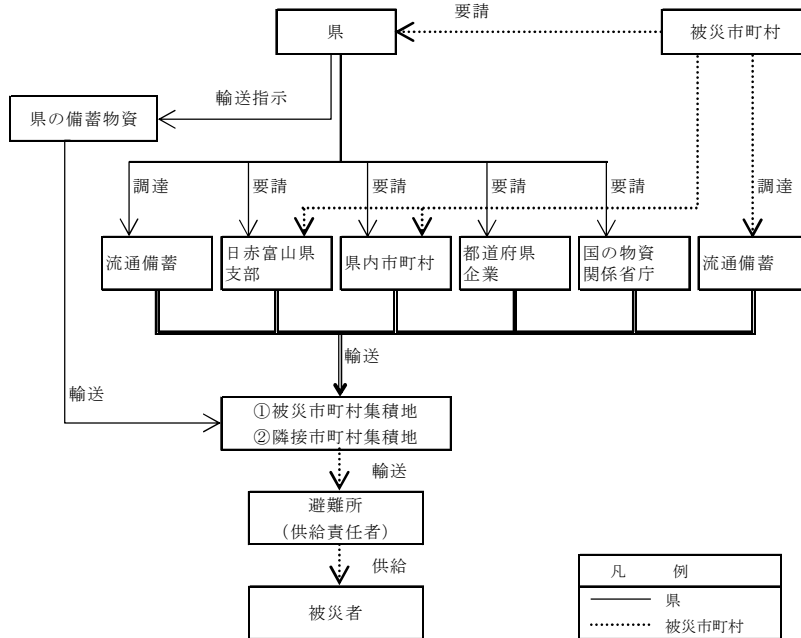 要請
県
被災市町村
輸送指示
県の備蓄物資
調達
要請
要請
要請
要請
調達
流通備蓄
日赤富山県
支部
県内市町村
都道府県
企業
国の物資
関係省庁
流通備蓄
輸送
輸送
①被災市町村集積地
②隣接市町村集積地
輸送
避難所
(供給責任者)
供給
被災者
凡 例
県
被災市町村